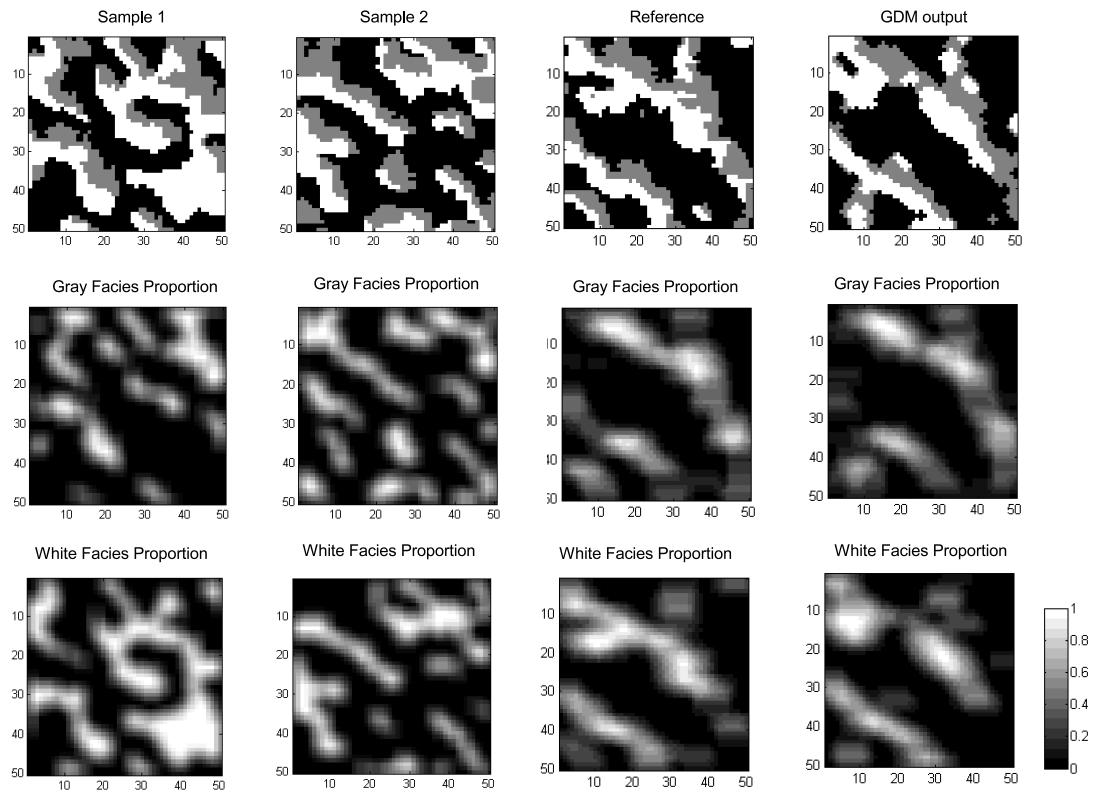 Sample 1
Sample 2
Reference
GDM output
10 10 10 10
20 20 20 20
30 30 30 30
40 40 40 40
50 50 50 50
10 20 30 40 50
10 20 30 40 50
10 20 30 40 50
10 20 30 40 50
Gray Facies Proportion
Gray Facies Proportion
Gray Facies Proportion
Gray Facies Proportion
10 10 10 10
20 20 20 20
30 30 30 30
40 40 40 40
50 50 50 50
10 20 30 40 50
10 20 30 40 50
10 20 30 40 50
10 20 30 40 50
White Facies Proportion
White Facies Proportion
White Facies Proportion
White Facies Proportion
10 10 10 10
20 20 20 20
30 30 30 30
40 40 40 40
50 50 50 50
10 20 30 40 50
10 20 30 40 50
10 20 30 40 50
10 20 30 40 50
1
0.8
0.6
0.4
0.2
0